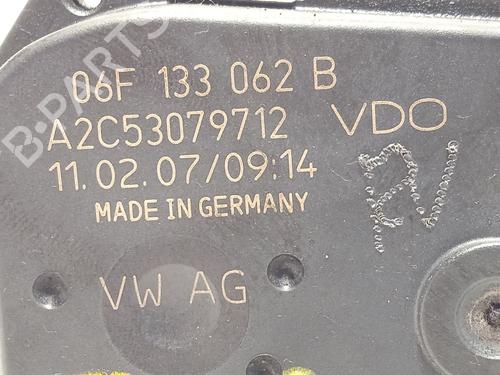 06F 133 062 B
A2C53079712 VDO
11.02.07/09:14
MADE IN GERMANY
VW AG
B-PARTS